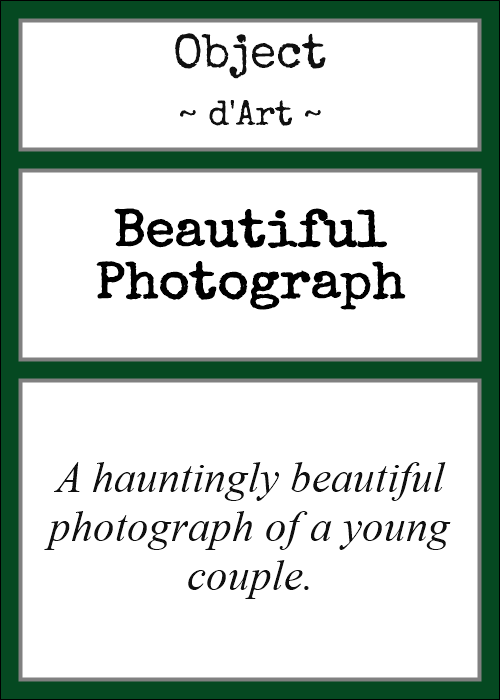 Object
~ d'Art ~
Beautiful
Photograph
A hauntingly beautiful
photograph of a young
couple.